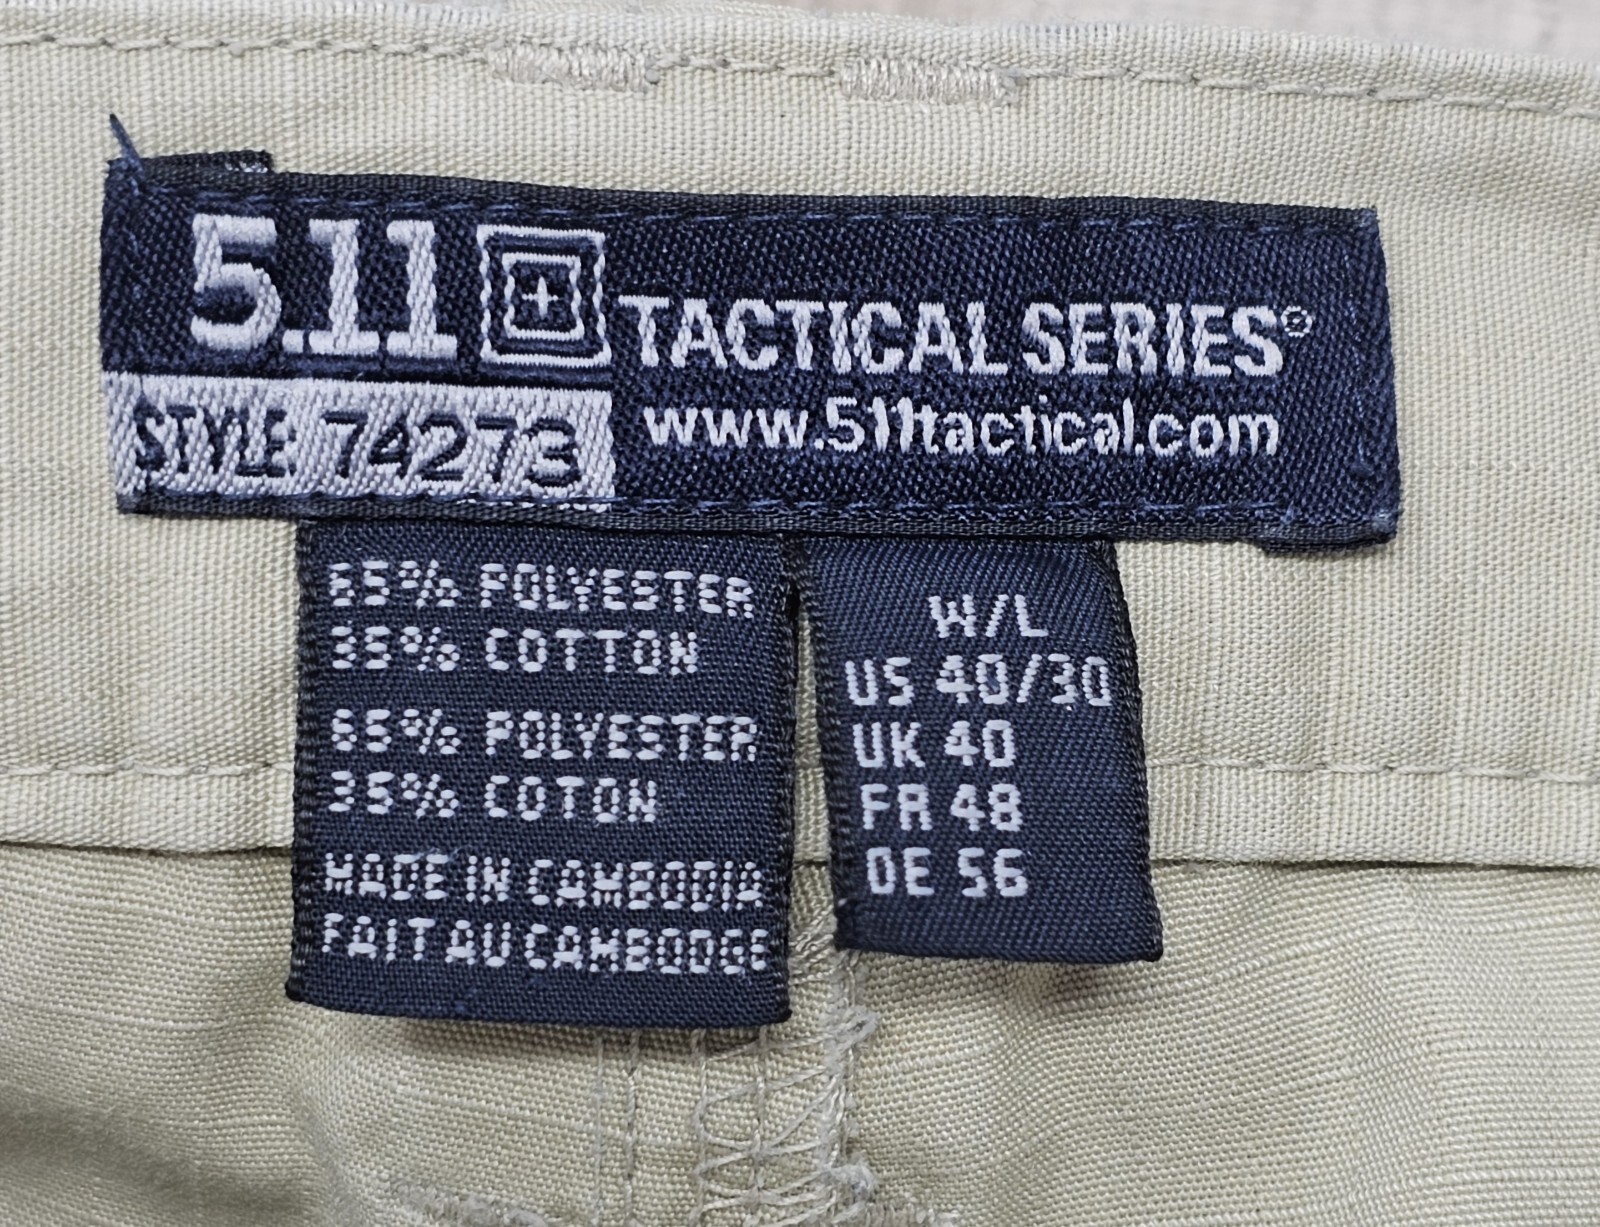 5.11 TACTICAL SERIES®
STYLE 74273
www.511tactical.com
65% POLYESTER
35% COTTON
65% POLYESTER
35% COTON
MADE IN CAMBODIA
FAIT AU CAMBODGE
W/L
US 40/30
UK 40
FR 48
DE 56